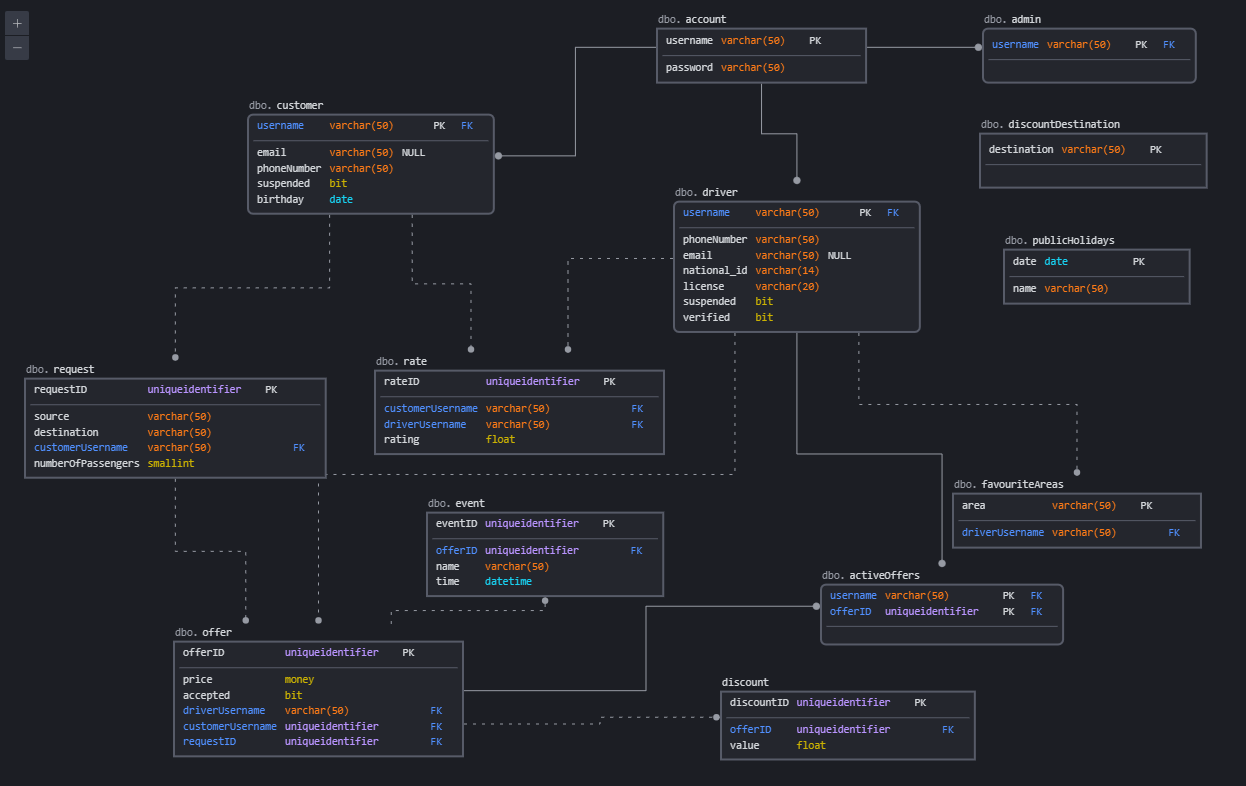 +
−
dbo. account
username varchar(50) PK
password varchar(50)
dbo. admin
username varchar(50) PK FK
dbo. customer
username varchar(50) PK FK
email varchar(50) NULL
phoneNumber varchar(50)
suspended bit
birthday date
dbo. discountDestination
destination varchar(50) PK
dbo. driver
username varchar(50) PK FK
phoneNumber varchar(50)
email varchar(50) NULL
national_id varchar(14)
license varchar(20)
suspended bit
verified bit
dbo. publicHolidays
date date PK
name varchar(50)
dbo. request
requestID uniqueidentifier PK
source varchar(50)
destination varchar(50)
customerUsername varchar(50) FK
numberOfPassengers smallint
dbo. rate
rateID uniqueidentifier PK
customerUsername varchar(50) FK
driverUsername varchar(50) FK
rating float
dbo. favouriteAreas
area varchar(50) PK
driverUsername varchar(50) FK
dbo. event
eventID uniqueidentifier PK
offerID uniqueidentifier FK
name varchar(50)
time datetime
dbo. activeOffers
username varchar(50) PK FK
offerID uniqueidentifier PK FK
dbo. offer
offerID uniqueidentifier PK
price money
accepted bit
driverUsername varchar(50) FK
customerUsername uniqueidentifier FK
requestID uniqueidentifier FK
discount
discountID uniqueidentifier PK
offerID uniqueidentifier FK
value float